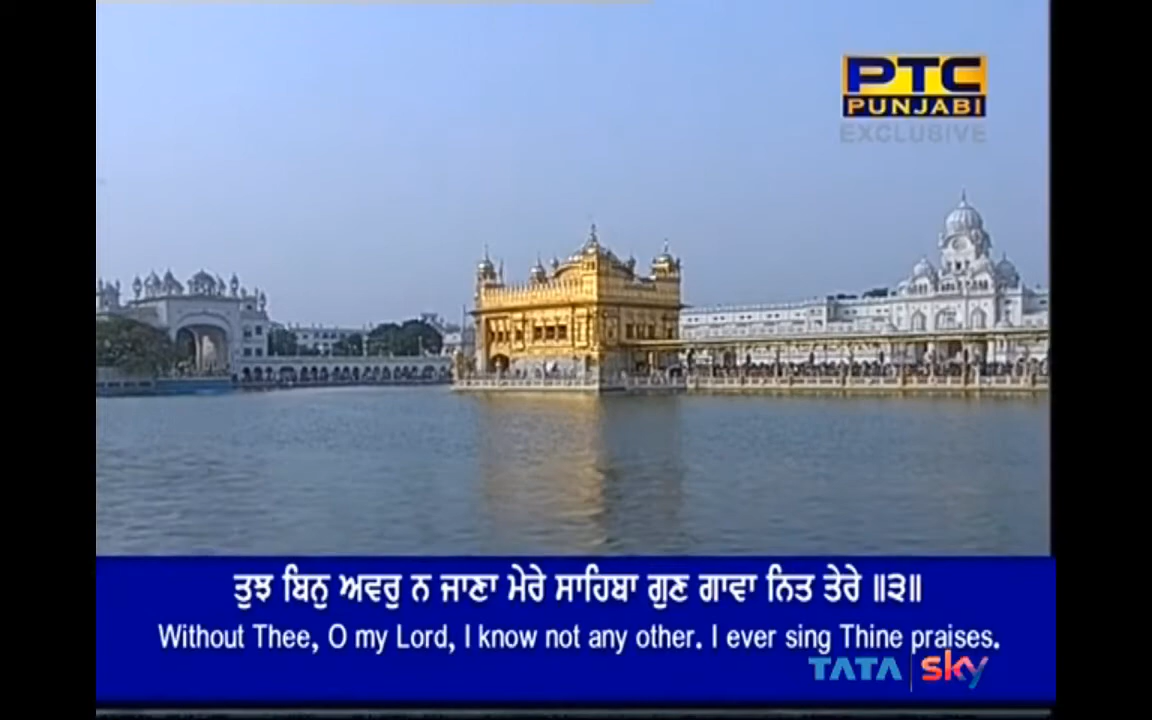 PTC
PUNJABI
EXCLUSIVE
ਤੁਝ ਬਿਨੁ ਅਵਰੁ ਨ ਜਾਣਾ ਮੇਰੇ ਸਾਹਿਬਾ ਗੁਣ ਗਾਵਾ ਨਿਤ ਤੇਰੇ ॥੩॥
Without Thee, O my Lord, I know not any other. I ever sing Thine praises.
TATA sky